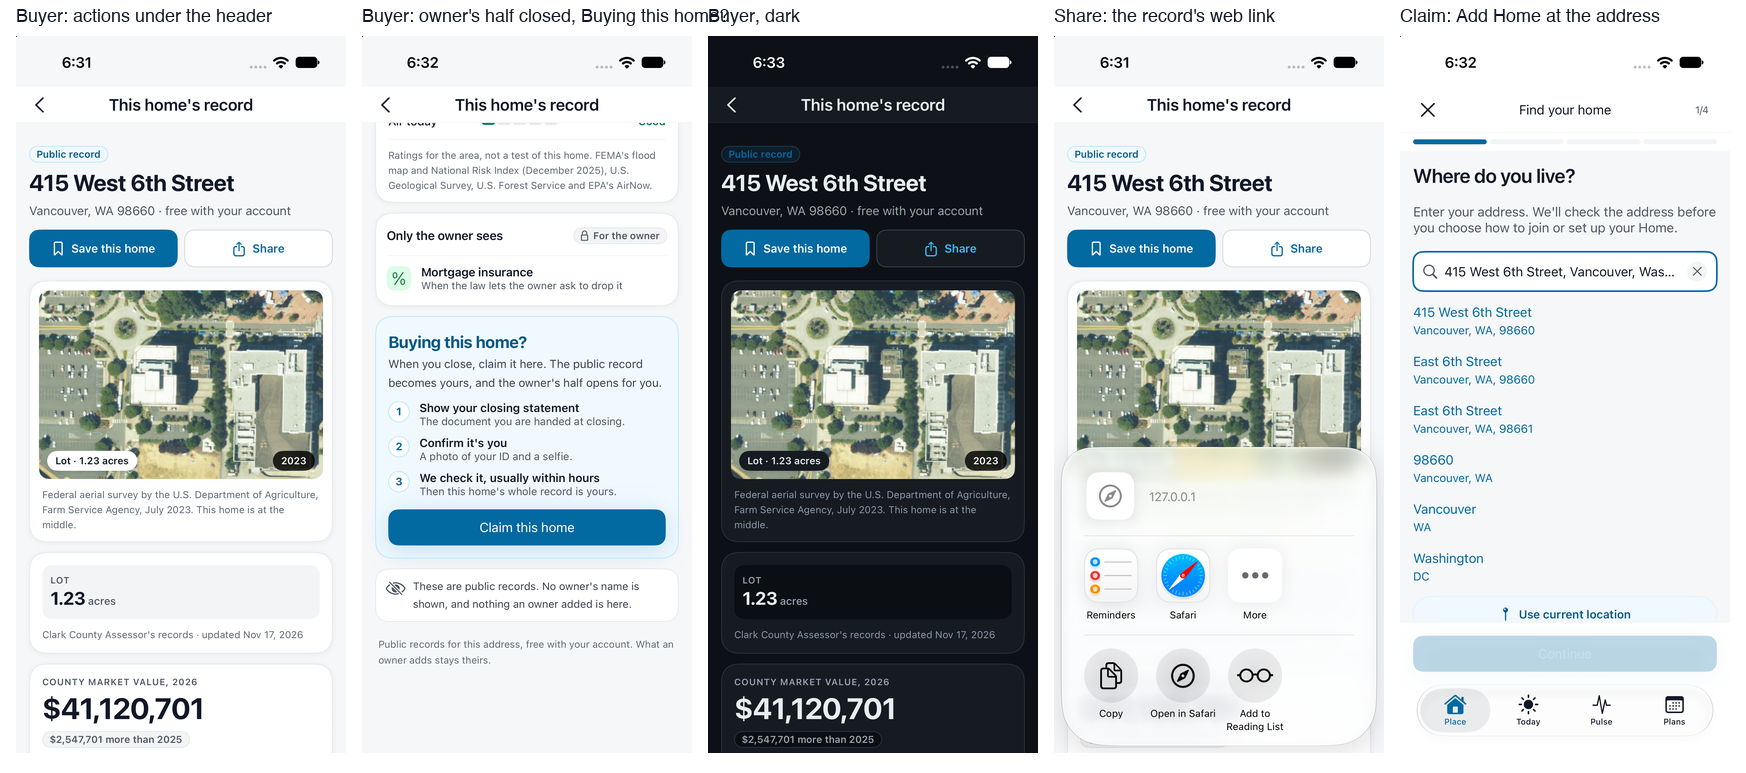 Buyer: actions under the header
6:31
This home's record
Public record
415 West 6th Street
Vancouver, WA 98660 · free with your account
Save this home
Share
Lot · 1.23 acres
2023
Federal aerial survey by the U.S. Department of Agriculture,
Farm Service Agency, July 2023. This home is at the
middle.
LOT
1.23 acres
Clark County Assessor's records · updated Nov 17, 2026
COUNTY MARKET VALUE, 2026
$41,120,701
$2,547,701 more than 2025
Buyer: owner's half closed, Buying this home?
6:32
This home's record
Air today
Good
Ratings for the area, not a test of this home. FEMA's flood
map and National Risk Index (December 2025), U.S.
Geological Survey, U.S. Forest Service and EPA's AirNow.
Only the owner sees
For the owner
%
Mortgage insurance
When the law lets the owner ask to drop it
Buying this home?
When you close, claim it here. The public record
becomes yours, and the owner's half opens for you.
1
Show your closing statement
The document you are handed at closing.
2
Confirm it's you
A photo of your ID and a selfie.
3
We check it, usually within hours
Then this home's whole record is yours.
Claim this home
These are public records. No owner's name is
shown, and nothing an owner added is here.
Public records for this address, free with your account. What an
owner adds stays theirs.
Buyer, dark
6:33
This home's record
Public record
415 West 6th Street
Vancouver, WA 98660 · free with your account
Save this home
Share
Lot · 1.23 acres
2023
Federal aerial survey by the U.S. Department of Agriculture,
Farm Service Agency, July 2023. This home is at the
middle.
LOT
1.23 acres
Clark County Assessor's records · updated Nov 17, 2026
COUNTY MARKET VALUE, 2026
$41,120,701
$2,547,701 more than 2025
Share: the record's web link
6:31
This home's record
Public record
415 West 6th Street
Vancouver, WA 98660 · free with your account
Save this home
Share
127.0.0.1
Reminders
Safari
More
Copy
Open in Safari
Add to
Reading List
Claim: Add Home at the address
6:32
Find your home
1/4
Where do you live?
Enter your address. We'll check the address before
you choose how to join or set up your Home.
415 West 6th Street, Vancouver, Was...
415 West 6th Street
Vancouver, WA, 98660
East 6th Street
Vancouver, WA, 98660
East 6th Street
Vancouver, WA, 98661
98660
Vancouver, WA
Vancouver
WA
Washington
DC
Use current location
Continue
Place
Today
Pulse
Plans